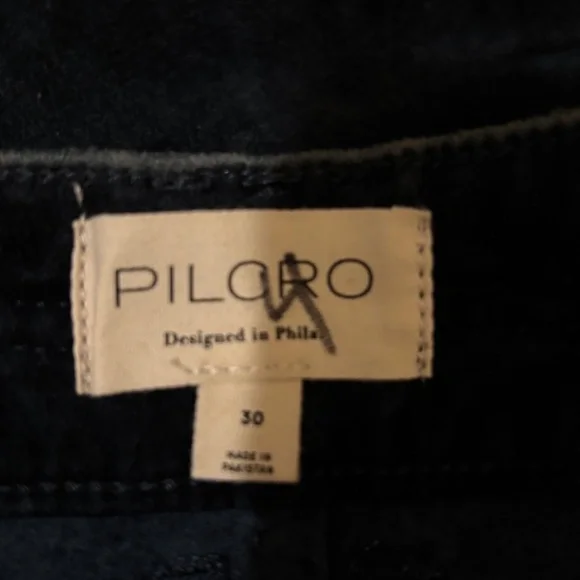 PILCRO
Designed in Phila.
30
MADE IN
PAKISTAN